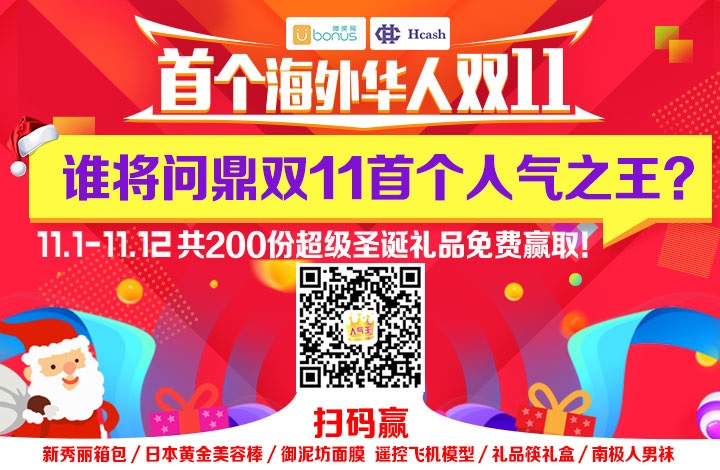 优奖网
Ubonus
Hcash
首个海外华人双11
谁将问鼎双11首个人气之王?
11.1-11.12 共200份超级圣诞礼品免费赢取!
人气王
扫码赢
新秀丽箱包 / 日本黄金美容棒 / 御泥坊面膜 遥控飞机模型 / 礼品筷礼盒 / 南极人男袜